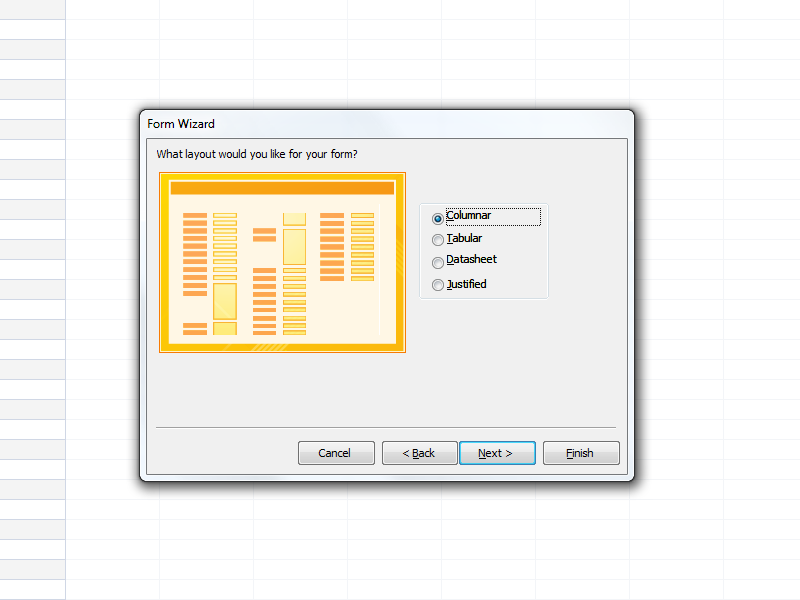 Form Wizard
What layout would you like for your form?
Columnar
Tabular
Datasheet
Justified
Cancel
< Back
Next >
Finish